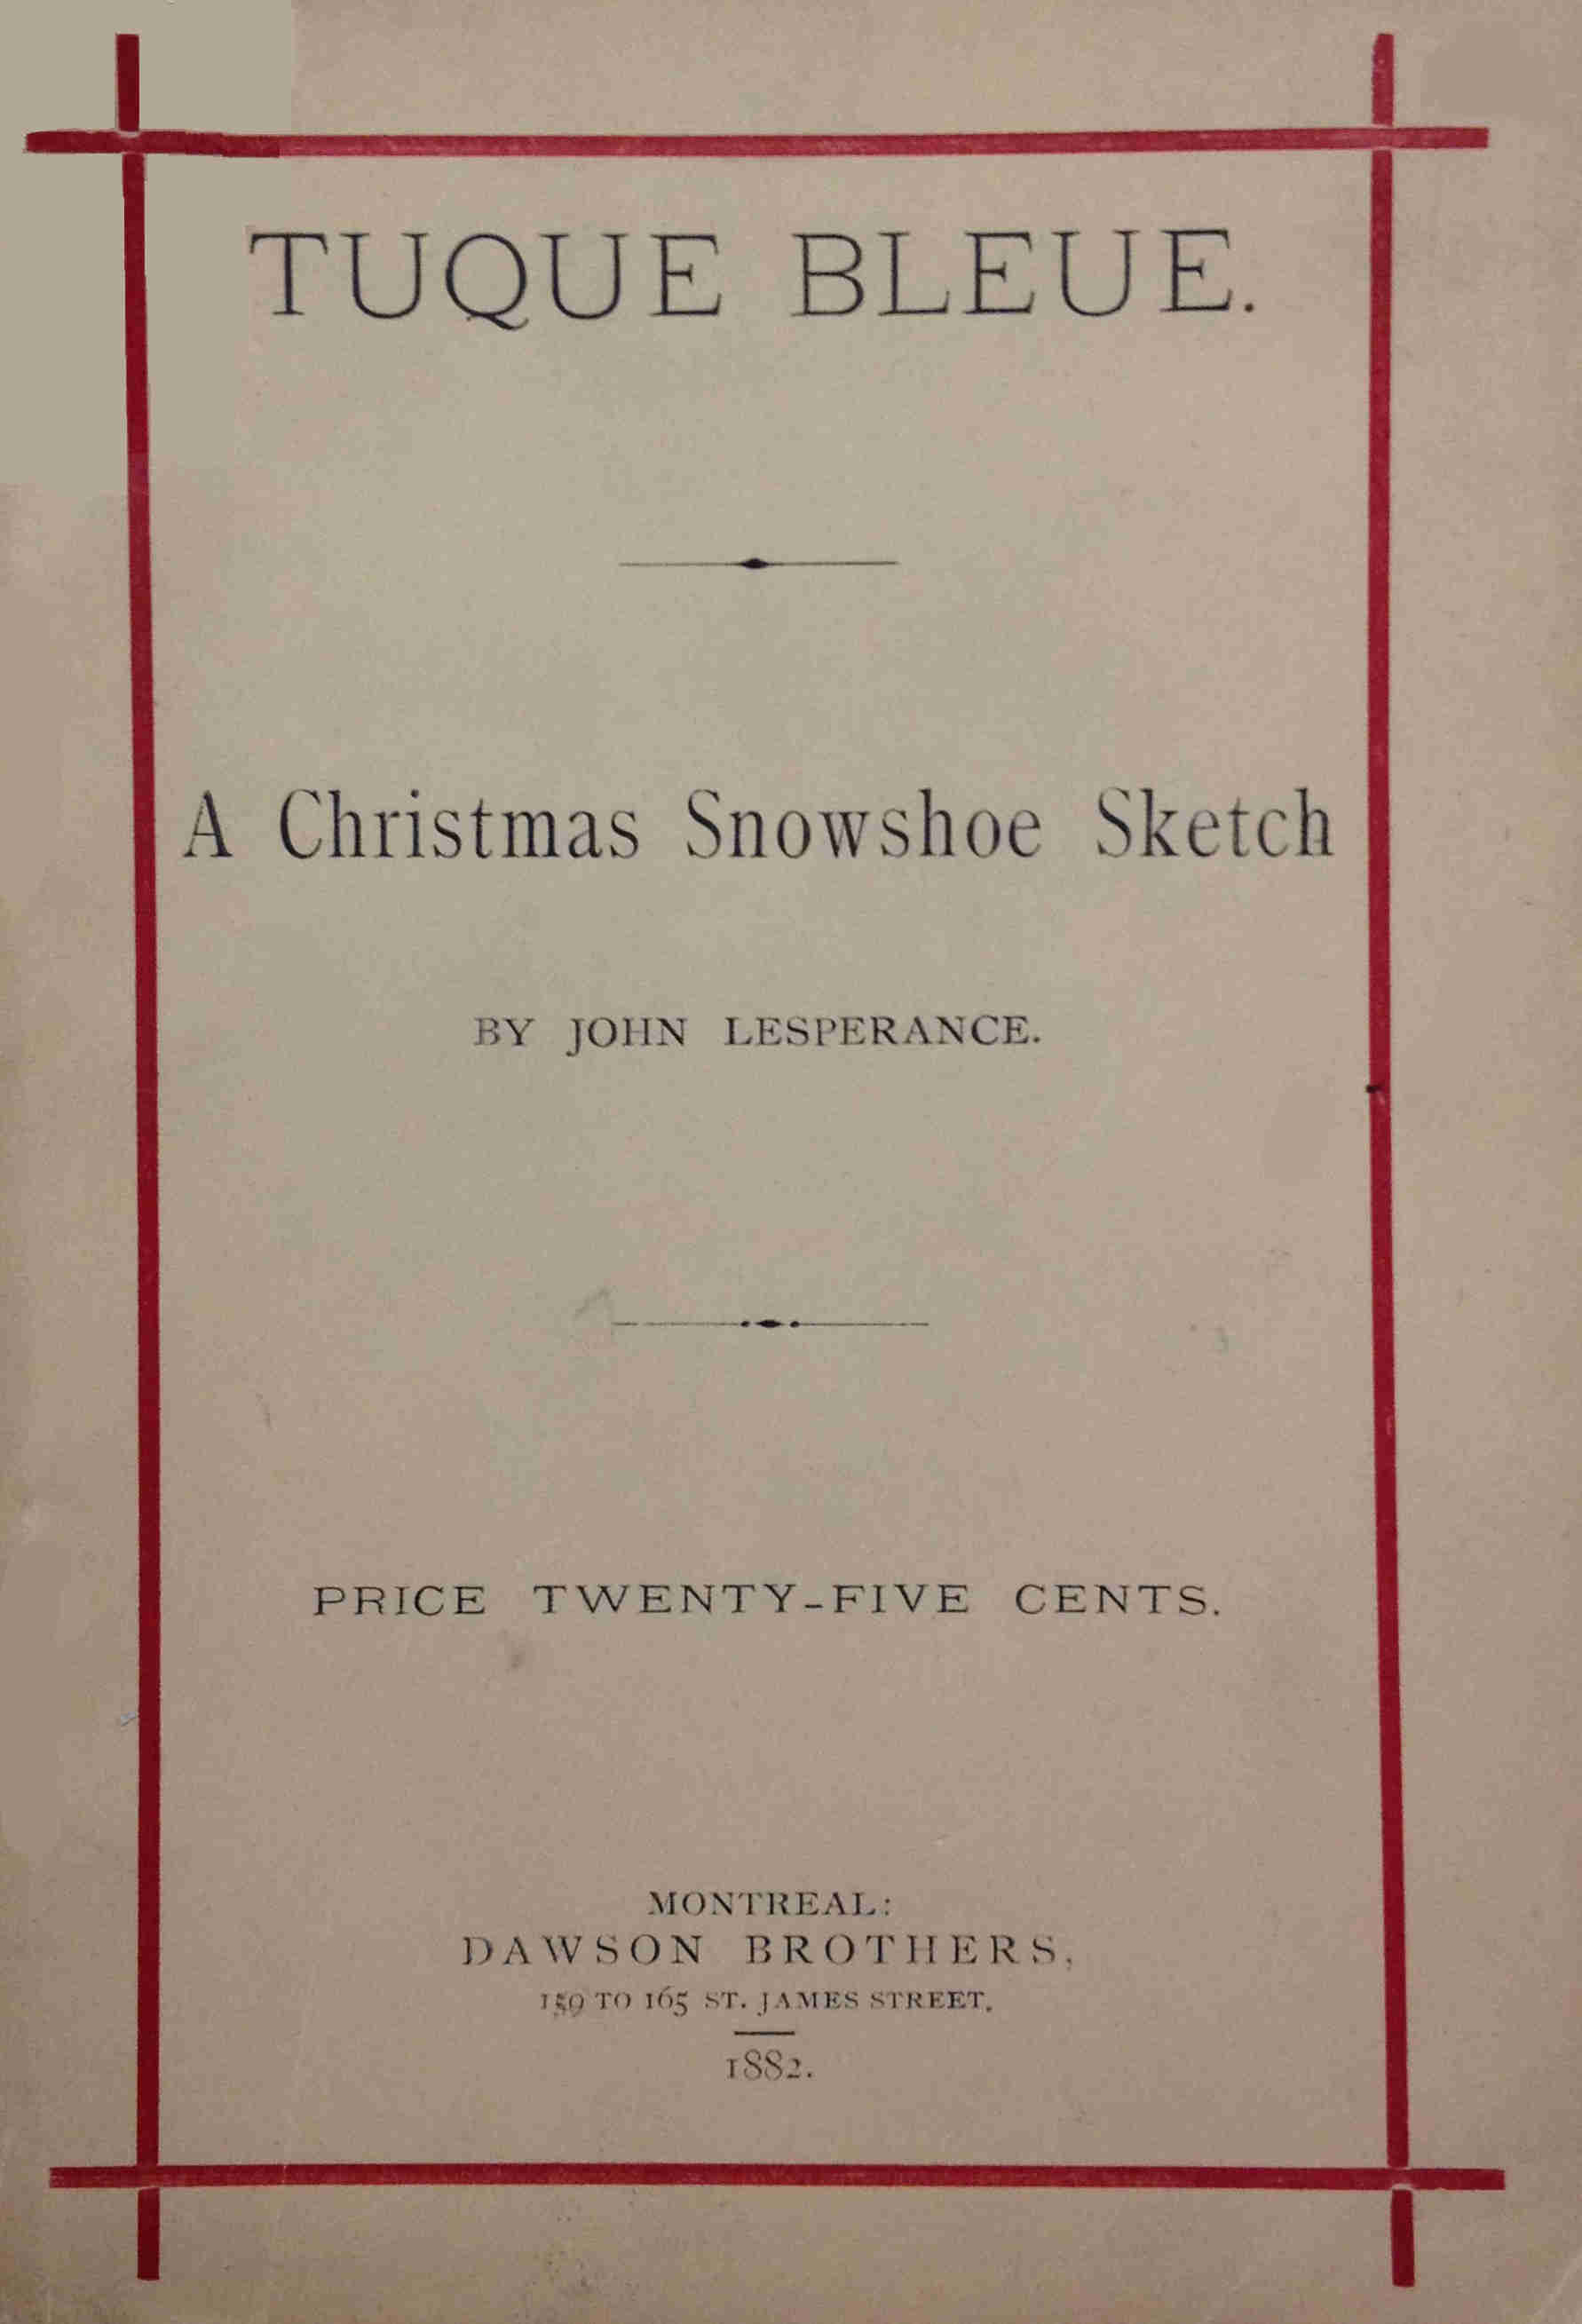 TUQUE BLEUE.
A Christmas Snowshoe Sketch
BY JOHN LESPERANCE.
PRICE TWENTY-FIVE CENTS.
MONTREAL:
DAWSON BROTHERS,
159 TO 165 ST. JAMES STREET.
1882.